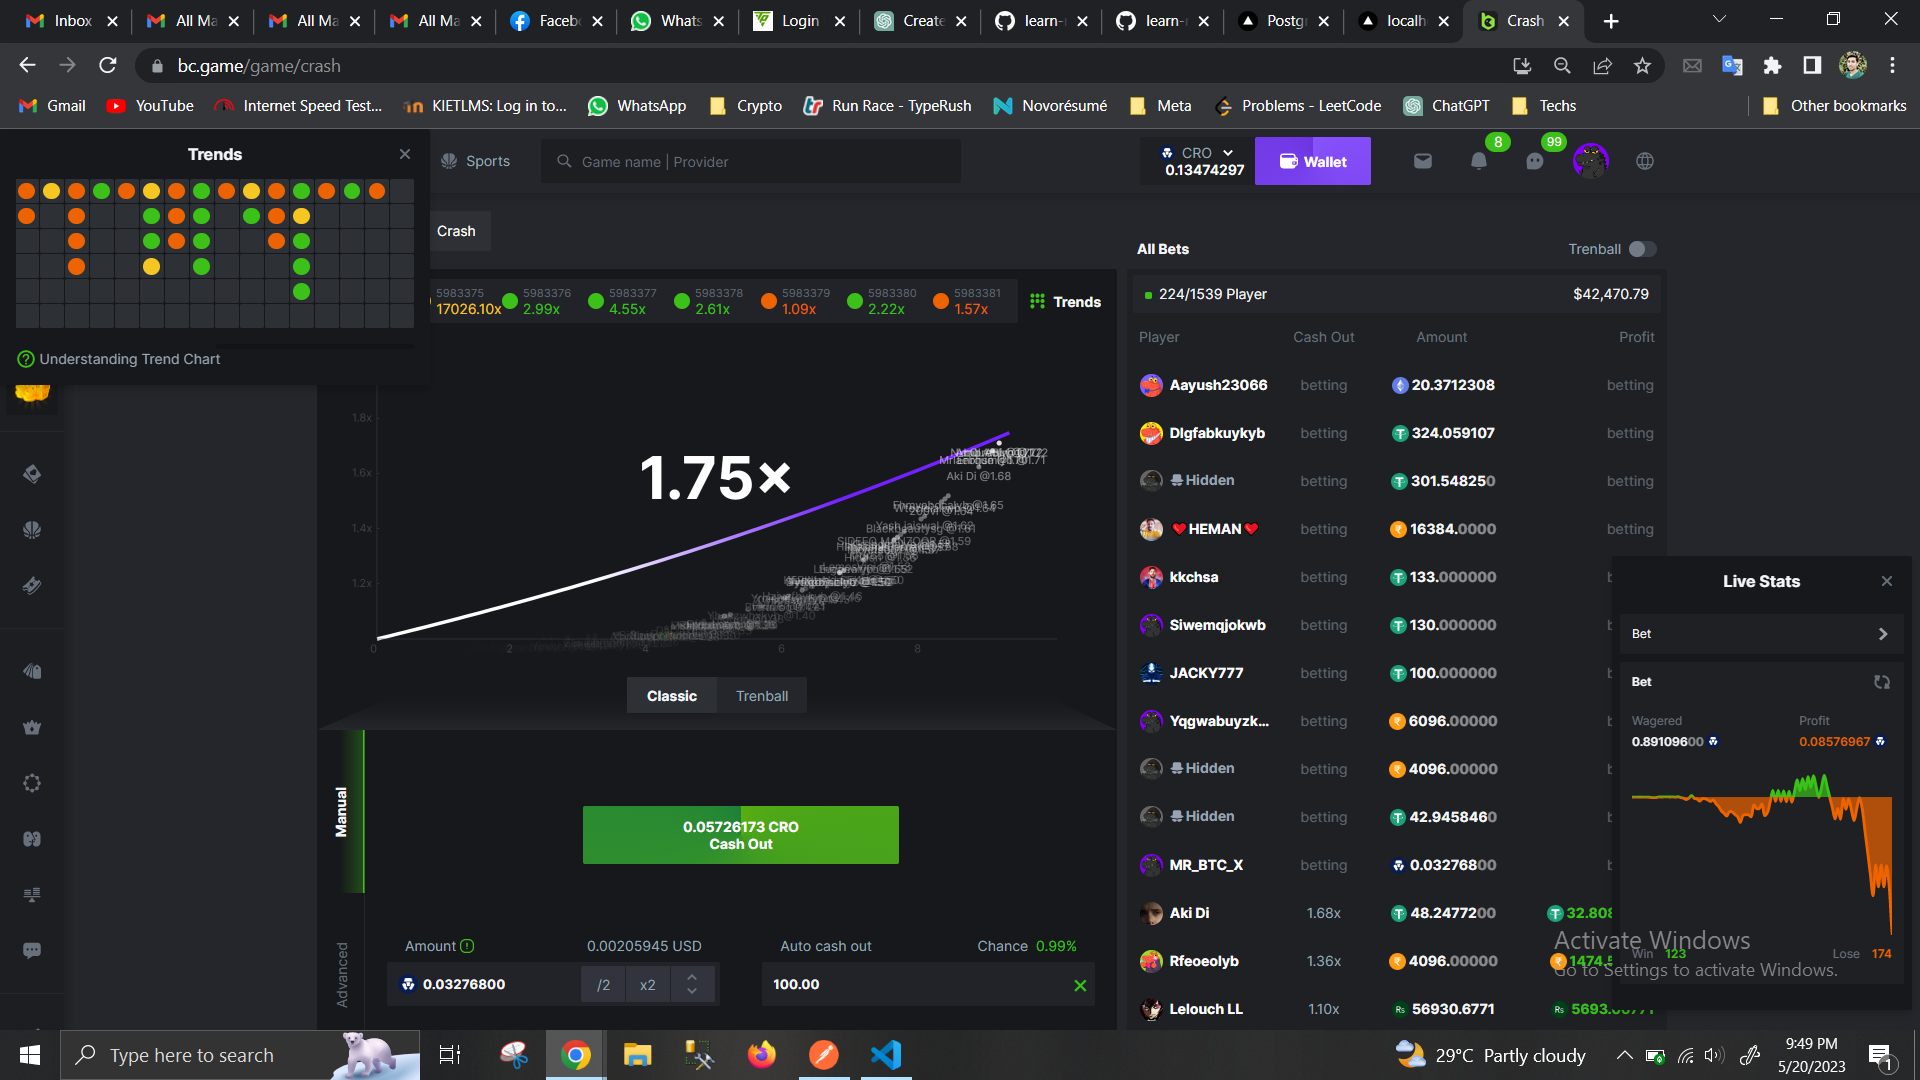 Inbox
All Ma
All Ma
All Ma
Faceb
Whats
Login
Create
learn-
learn-
Postgr
localh
Crash
bc.game/game/crash
Gmail
YouTube
Internet Speed Test...
KIETLMS: Log in to...
WhatsApp
Crypto
Run Race - TypeRush
Novorésumé
Meta
Problems - LeetCode
ChatGPT
Techs
Other bookmarks
Trends
Sports
Game name | Provider
CRO
0.13474297
Wallet
8
99
Understanding Trend Chart
Crash
5983375
17026.10x
5983376
2.99x
5983377
4.55x
5983378
2.61x
5983379
1.09x
5983380
2.22x
5983381
1.57x
Trends
1.8x
1.6x
1.4x
1.2x
1.75×
Aki Di @1.68
0
2
4
6
8
Classic
Trenball
Manual
Advanced
0.05726173 CRO
Cash Out
Amount
0.00205945 USD
0.03276800
/2
x2
Auto cash out
Chance 0.99%
100.00
All Bets
Trenball
224/1539 Player
$42,470.79
Player
Cash Out
Amount
Profit
Aayush23066 betting 20.3712308 betting
Dlgfabkuykyb betting 324.059107 betting
Hidden betting 301.548250 betting
HEMAN betting 16384.0000 betting
kkchsa betting 133.000000
Siwemqjokwb betting 130.000000
JACKY777 betting 100.000000
Yqgwabuyzk... betting 6096.00000
Hidden betting 4096.00000
Hidden betting 42.9458460
MR_BTC_X betting 0.03276800
Aki Di 1.68x 48.2477200 32.808
Rfeoeolyb 1.36x 4096.00000 1474.5
Lelouch LL 1.10x 56930.6771
Live Stats
Bet
Bet
Wagered
0.89109600
Profit
0.08576967
Win 123
Lose 174
Activate Windows
Go to Settings to activate Windows.
Type here to search
29°C Partly cloudy
9:49 PM
5/20/2023
1